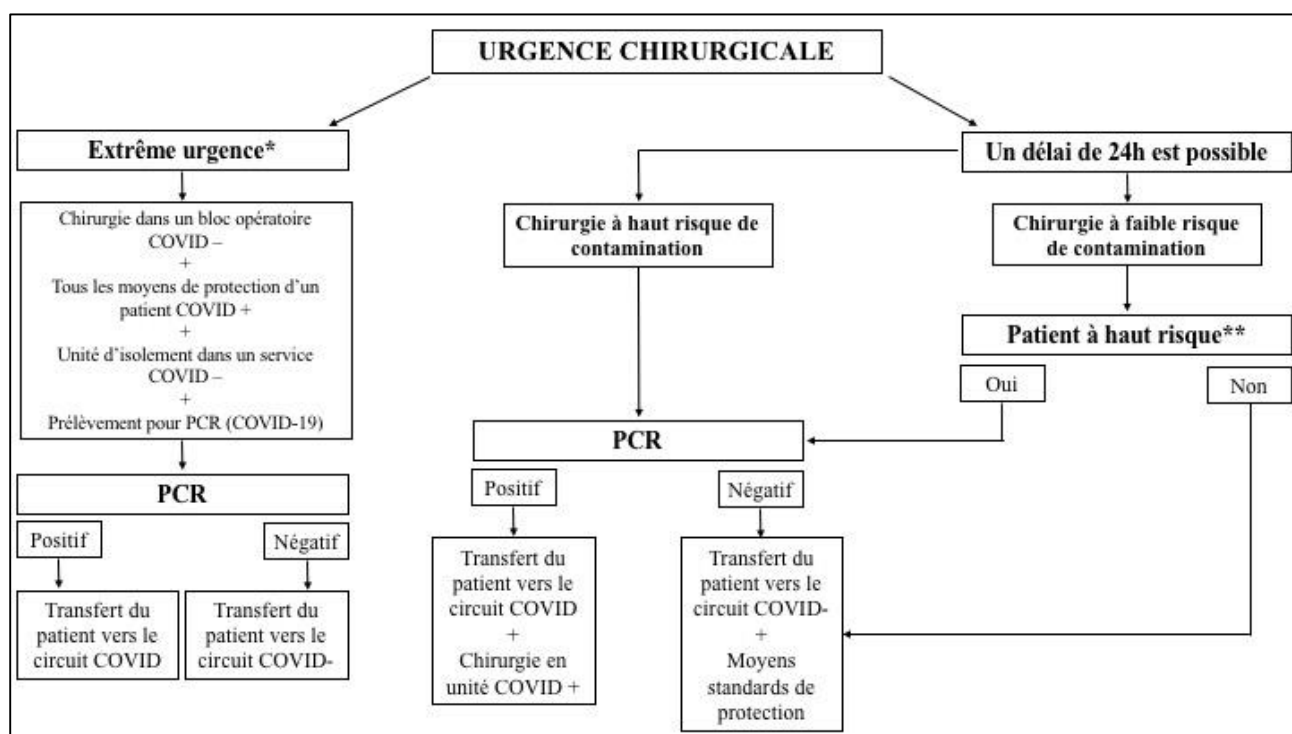 URGENCE CHIRURGICALE
Extrême urgence*
Chirurgie dans un bloc opératoire
COVID –
+
Tous les moyens de protection d'un
patient COVID +
+
Unité d'isolement dans un service
COVID –
+
Prélèvement pour PCR (COVID-19)
PCR
Positif
Négatif
Transfert du
patient vers le
circuit COVID
Transfert du
patient vers le
circuit COVID-
Un délai de 24h est possible
Chirurgie à haut risque de
contamination
Chirurgie à faible risque
de contamination
Patient à haut risque**
Oui
Non
PCR
Positif
Négatif
Transfert du
patient vers le
circuit COVID
+
Chirurgie en
unité COVID +
Transfert du
patient vers le
circuit COVID-
+
Moyens
standards de
protection